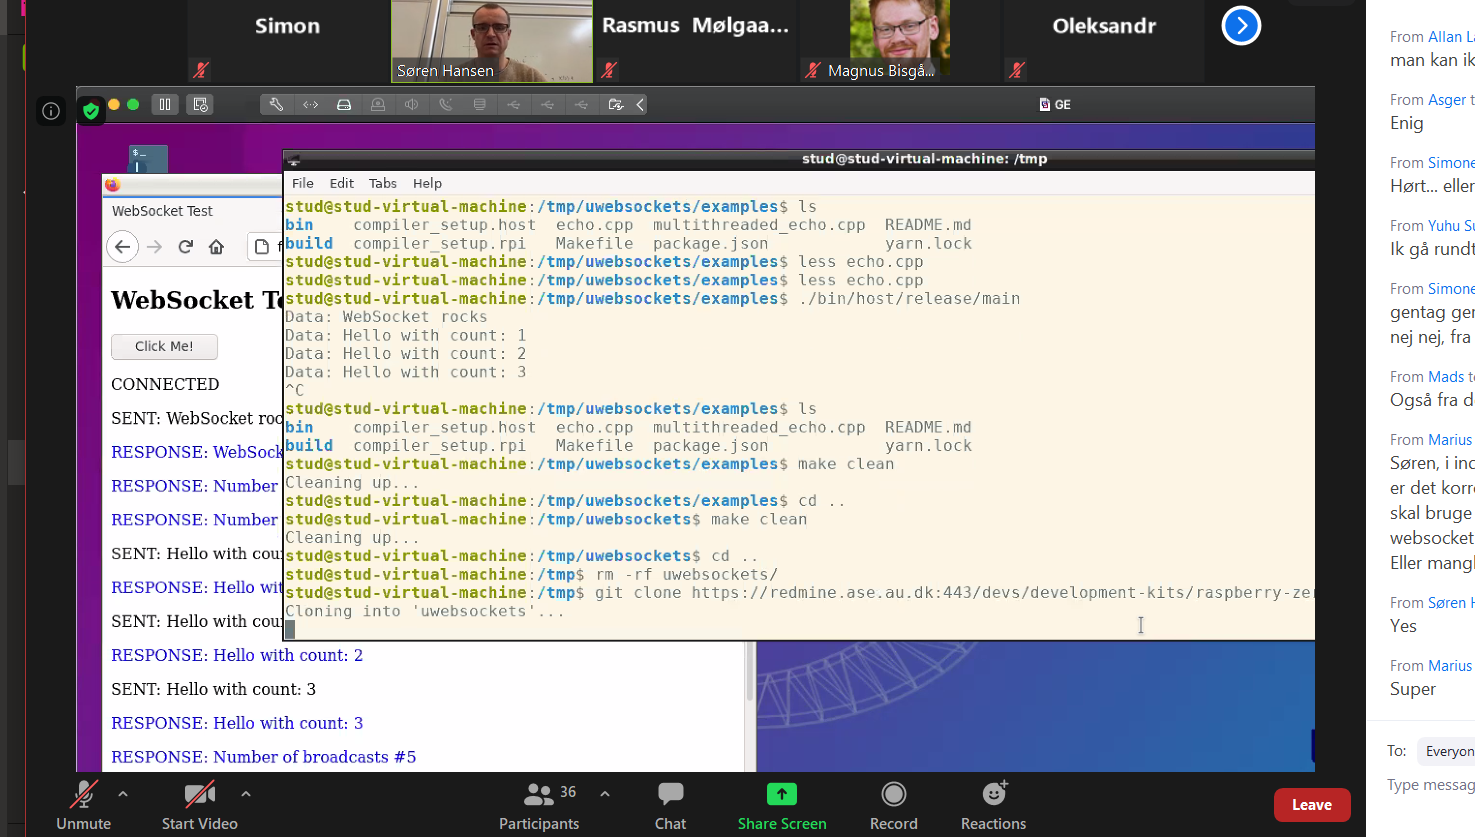 Simon
Søren Hansen
Rasmus Mølgaa...
Magnus Bisgå...
Oleksandr
GE
$_
stud@stud-virtual-machine: /tmp
File Edit Tabs Help
stud@stud-virtual-machine:/tmp/uwebsockets/examples$ ls
bin compiler_setup.host echo.cpp multithreaded_echo.cpp README.md
build compiler_setup.rpi Makefile package.json yarn.lock
stud@stud-virtual-machine:/tmp/uwebsockets/examples$ less echo.cpp
stud@stud-virtual-machine:/tmp/uwebsockets/examples$ less echo.cpp
stud@stud-virtual-machine:/tmp/uwebsockets/examples$ ./bin/host/release/main
Data: WebSocket rocks
Data: Hello with count: 1
Data: Hello with count: 2
Data: Hello with count: 3
^C
stud@stud-virtual-machine:/tmp/uwebsockets/examples$ ls
bin compiler_setup.host echo.cpp multithreaded_echo.cpp README.md
build compiler_setup.rpi Makefile package.json yarn.lock
stud@stud-virtual-machine:/tmp/uwebsockets/examples$ make clean
Cleaning up...
stud@stud-virtual-machine:/tmp/uwebsockets/examples$ cd ..
stud@stud-virtual-machine:/tmp/uwebsockets$ make clean
Cleaning up...
stud@stud-virtual-machine:/tmp/uwebsockets$ cd ..
stud@stud-virtual-machine:/tmp$ rm -rf uwebsockets/
stud@stud-virtual-machine:/tmp$ git clone https://redmine.ase.au.dk:443/devs/development-kits/raspberry-zer
Cloning into 'uwebsockets'...
WebSocket Test
WebSocket Te
Click Me!
CONNECTED
SENT: WebSocket roc
RESPONSE: WebSock
RESPONSE: Number
RESPONSE: Number
SENT: Hello with cou
RESPONSE: Hello wit
SENT: Hello with cou
RESPONSE: Hello with count: 2
SENT: Hello with count: 3
RESPONSE: Hello with count: 3
RESPONSE: Number of broadcasts #5
Unmute
Start Video
36
Participants
Chat
Share Screen
Record
Reactions
Leave
From Allan La
man kan ik
From Asger t
Enig
From Simone
Hørt... eller
From Yuhu Su
Ik gå rundt
From Simone
gentag ger
nej nej, fra
From Mads to
Også fra d
From Marius
Søren, i ind
er det korre
skal bruge
websocket
Eller mangl
From Søren H
Yes
From Marius
Super
To: Everyon
Type messag